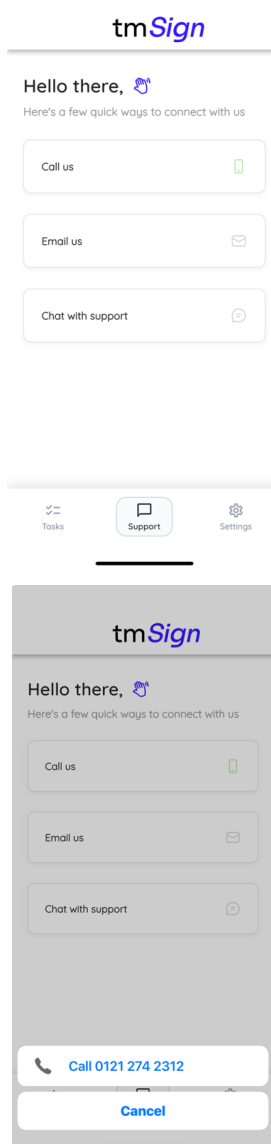 tmSign
Hello there,
Here's a few quick ways to connect with us
Call us
Email us
Chat with support
Tasks
Support
Settings
tmSign
Hello there,
Here's a few quick ways to connect with us
Call us
Email us
Chat with support
Call 0121 274 2312
Cancel